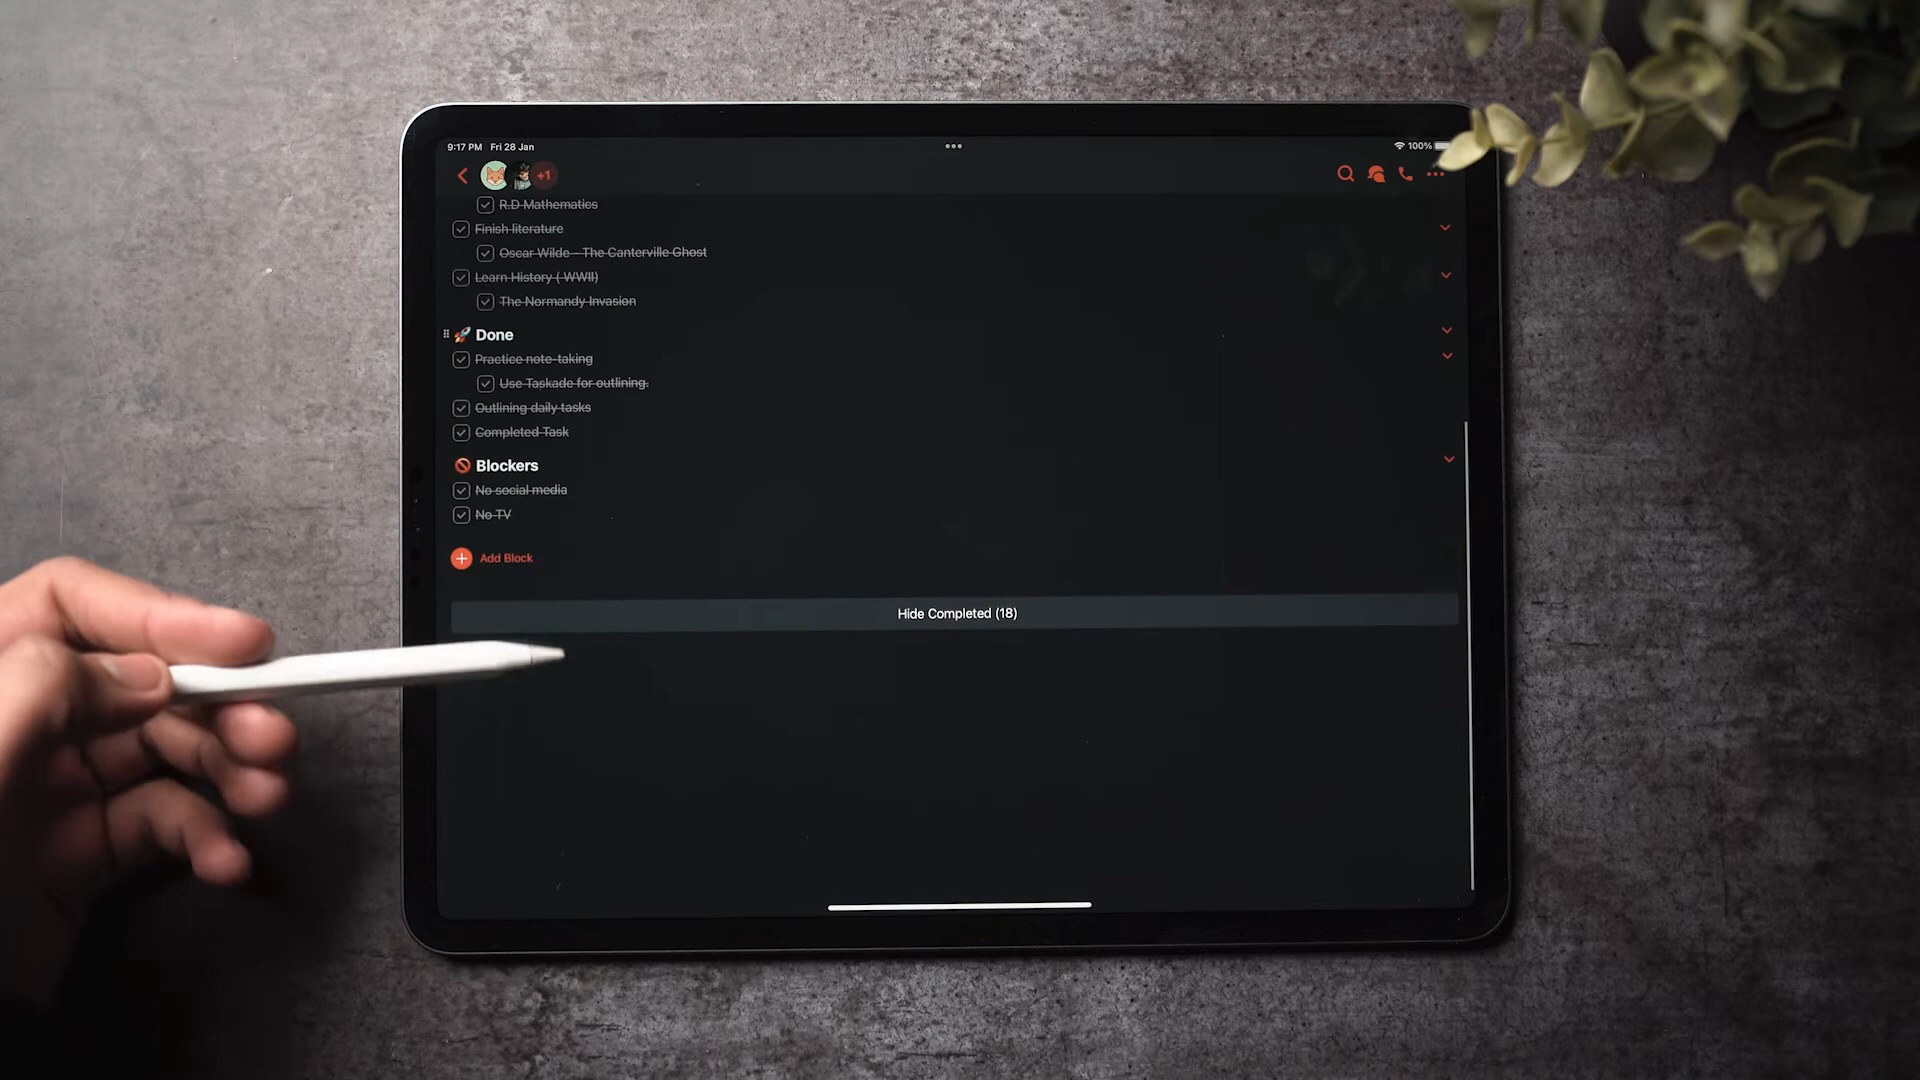 9:17 PM Fri 28 Jan
100%
+1
R.D Mathematics
Finish literature
Oscar Wilde - The Canterville Ghost
Learn History ( WWII)
The Normandy Invasion
🚀 Done
Practice note-taking
Use Taskade for outlining.
Outlining daily tasks
Completed Task
🚫 Blockers
No social media
No TV
Add Block
Hide Completed (18)